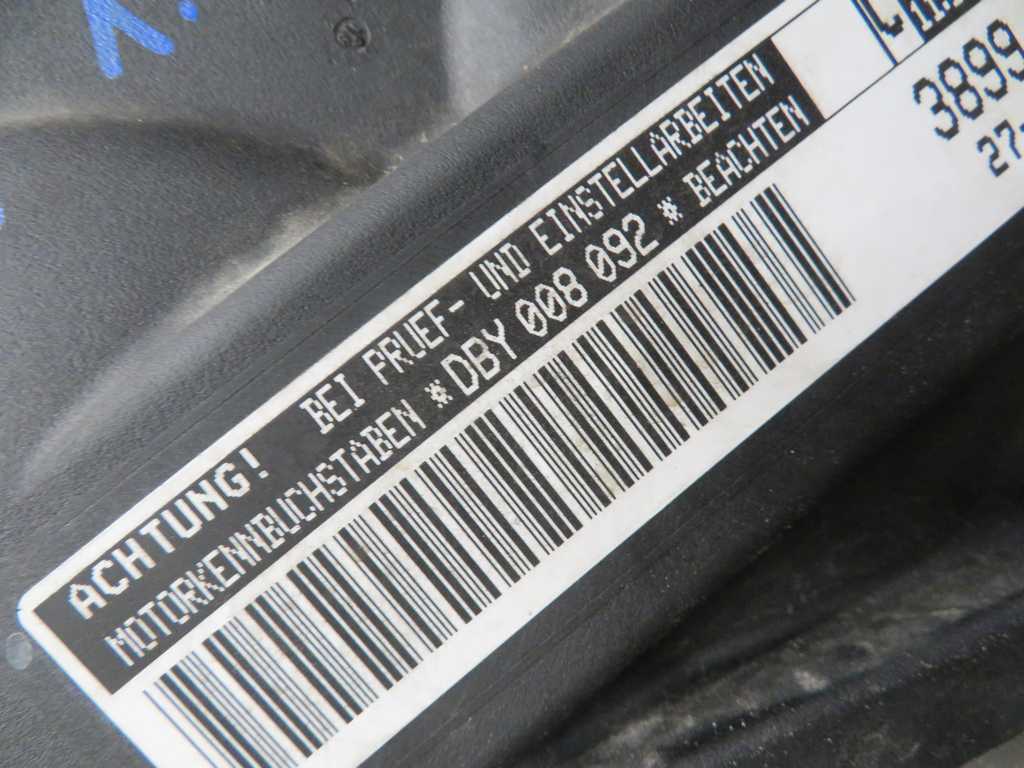 ACHTUNG! BEI PRUEF- UND EINSTELLARBEITEN
MOTORKENNBUCHSTABEN *DBY 008 092 * BEACHTEN
3899